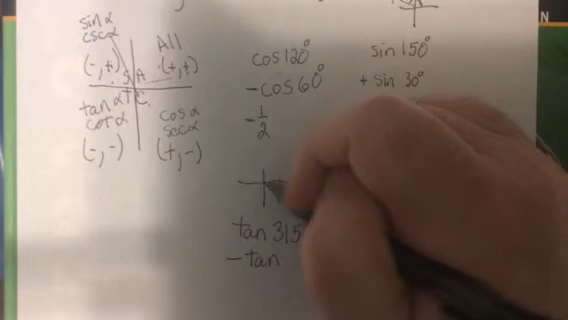 sin α
csc α
All
(-,+)
(+,+)
S A
T C
tan α
cot α
cos α
sec α
(-,-)
(+,-)
cos 120°
-cos 60°
-1/2
sin 150°
+ sin 30°
tan 315
- tan